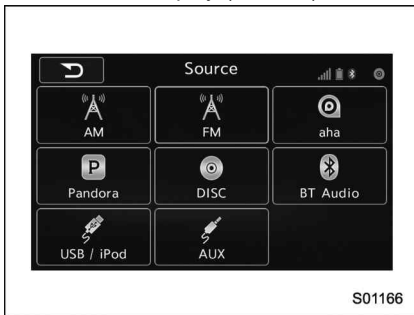 Source
AM
FM
aha
P
Pandora
DISC
BT Audio
USB / iPod
AUX
S01166